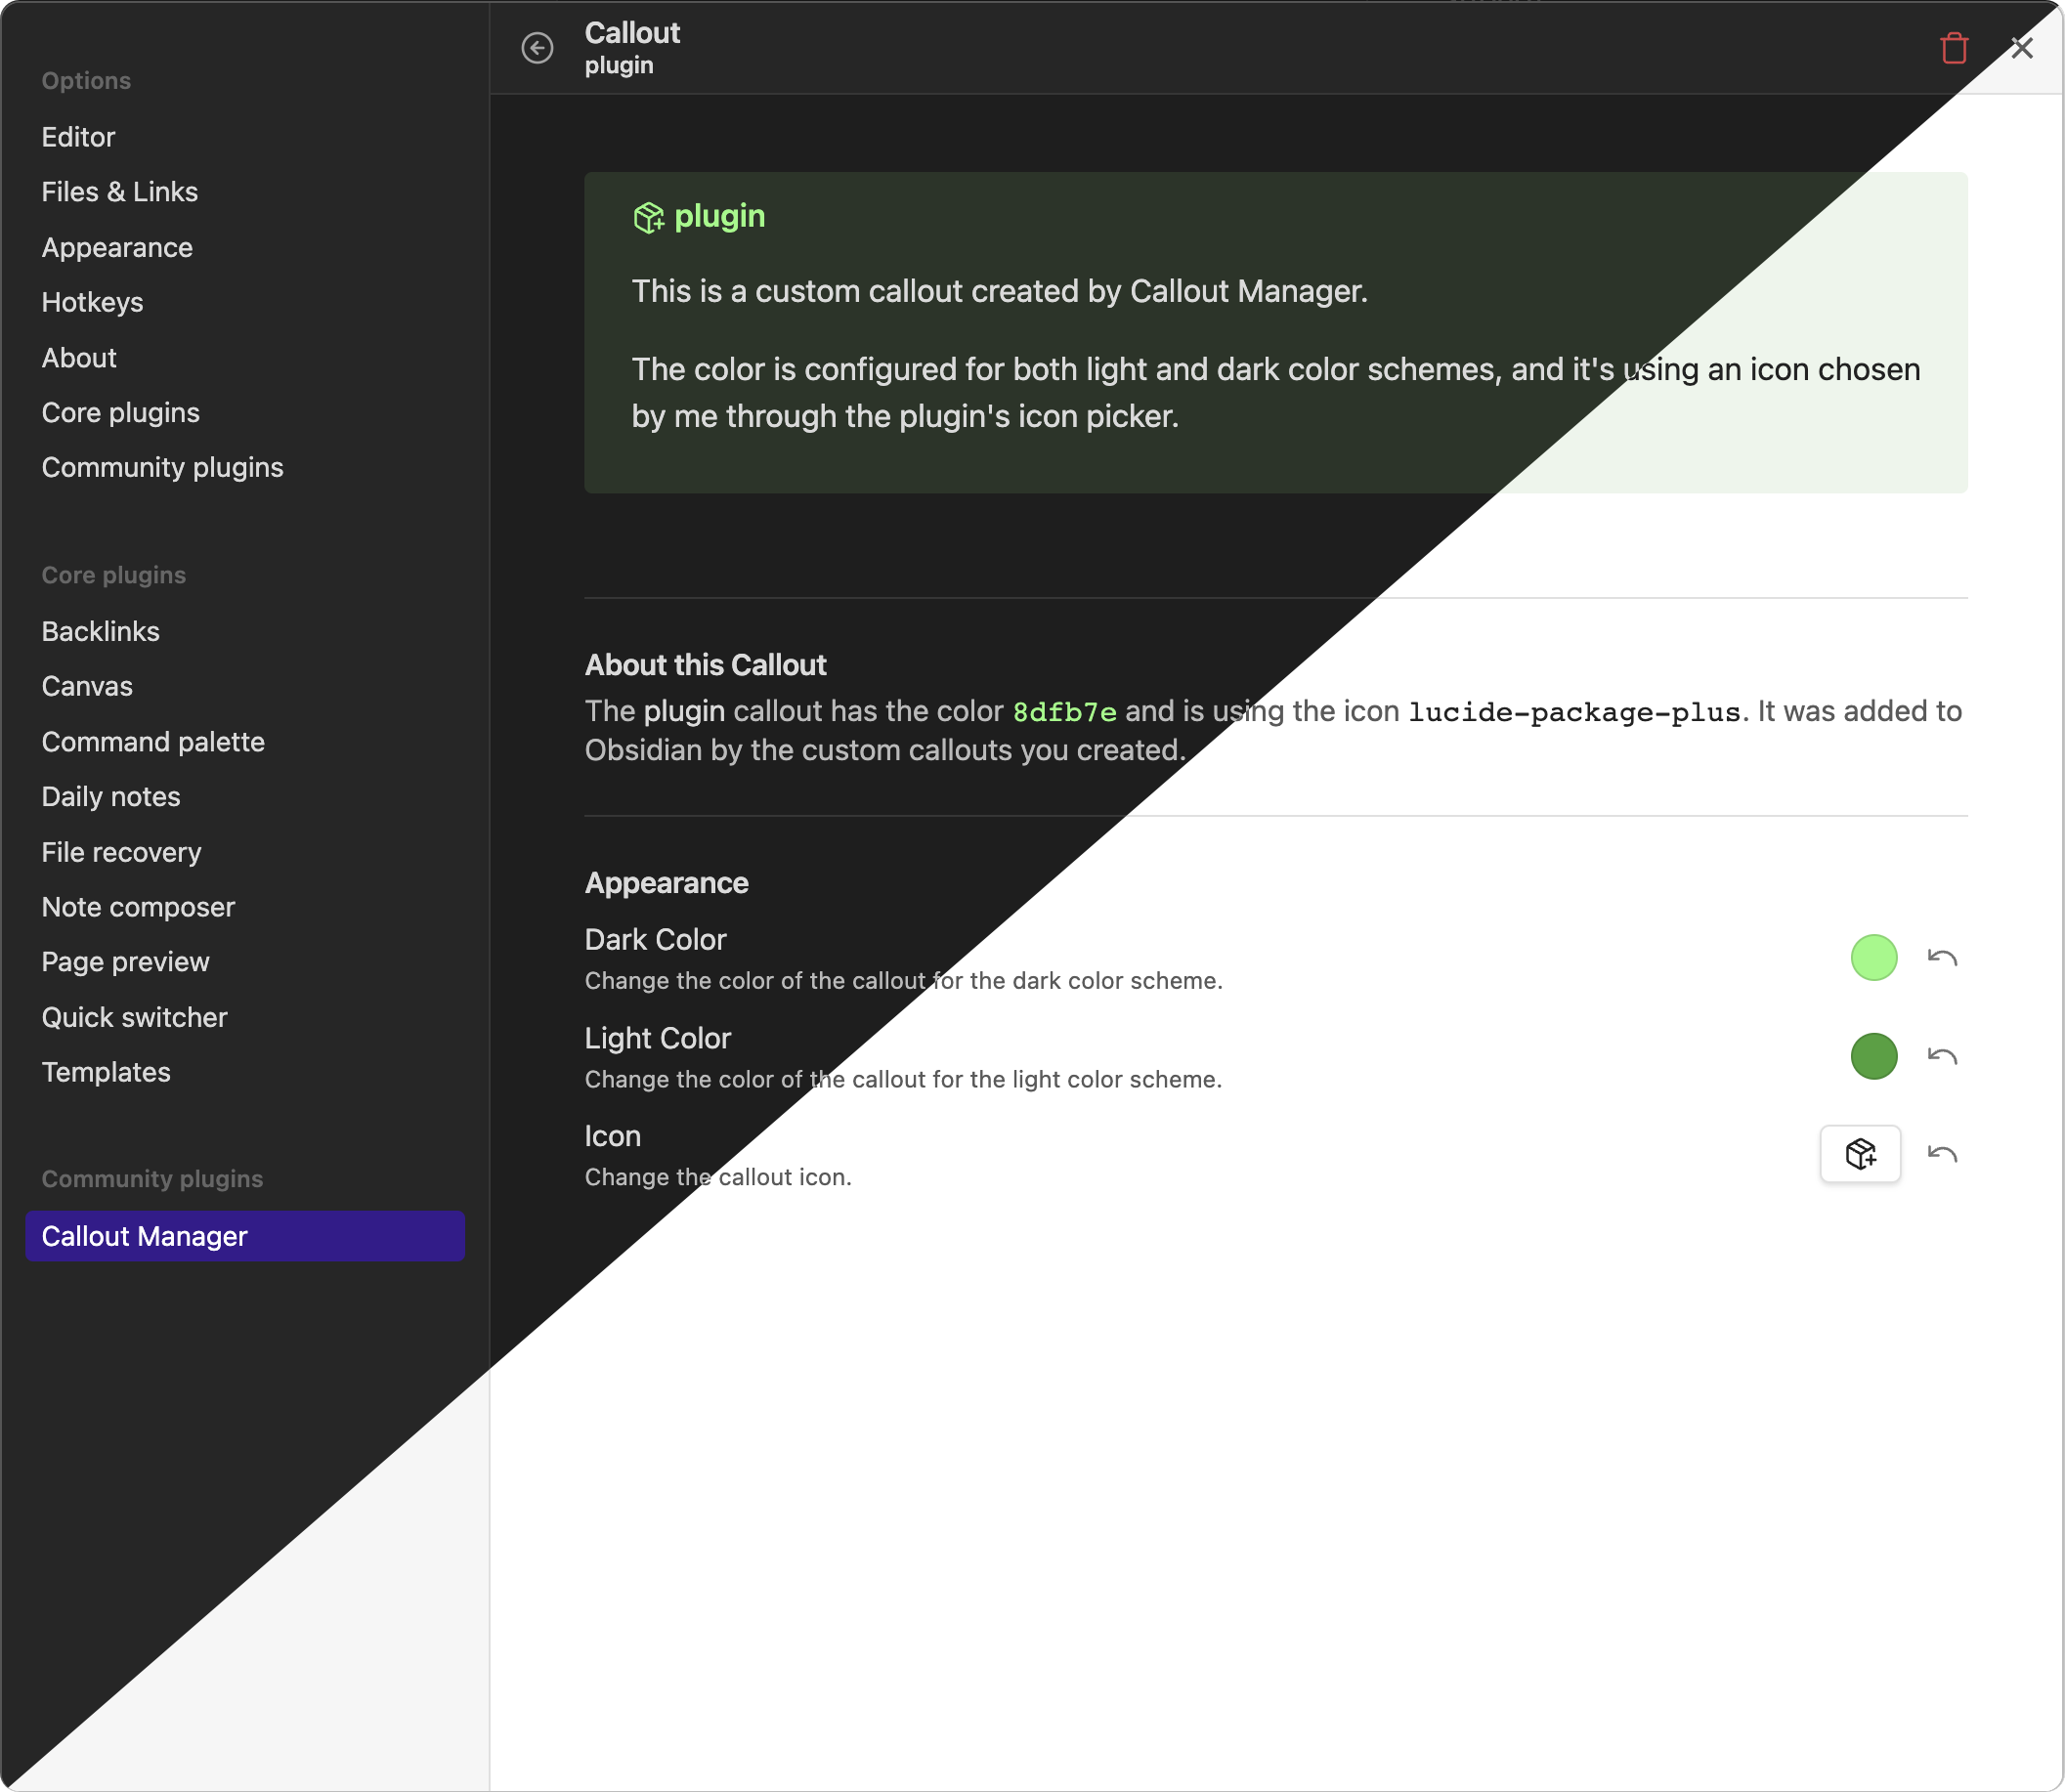 Options
Editor
Files & Links
Appearance
Hotkeys
About
Core plugins
Community plugins
Core plugins
Backlinks
Canvas
Command palette
Daily notes
File recovery
Note composer
Page preview
Quick switcher
Templates
Community plugins
Callout Manager
Callout
plugin
plugin
This is a custom callout created by Callout Manager.
The color is configured for both light and dark color schemes, and it's using an icon chosen
by me through the plugin's icon picker.
About this Callout
The plugin callout has the color 8dfb7e and is using the icon lucide-package-plus. It was added to
Obsidian by the custom callouts you created.
Appearance
Dark Color
Change the color of the callout for the dark color scheme.
Light Color
Change the color of the callout for the light color scheme.
Icon
Change the callout icon.